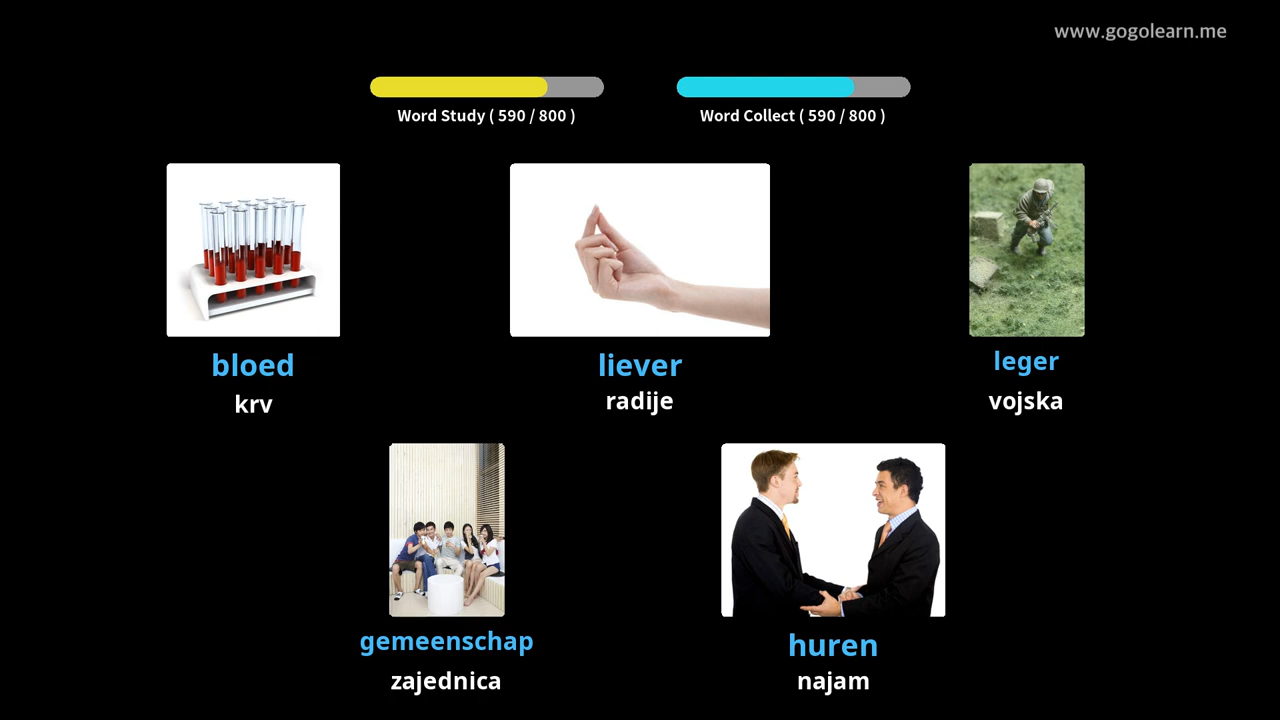 www.gogolearn.me
Word Study ( 590 / 800 )
Word Collect ( 590 / 800 )
bloed
krv
liever
radije
leger
vojska
gemeenschap
zajednica
huren
najam